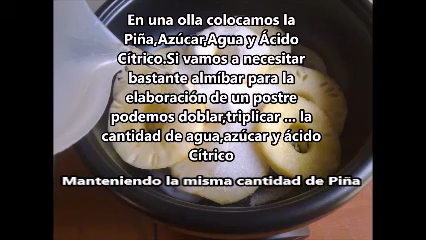 En una olla colocamos la
Piña,Azúcar,Agua y Ácido
Cítrico.Si vamos a necesitar
bastante almíbar para la
elaboración de un postre
podemos doblar,triplicar ... la
cantidad de agua,azúcar y ácido
Cítrico
Manteniendo la misma cantidad de Piña